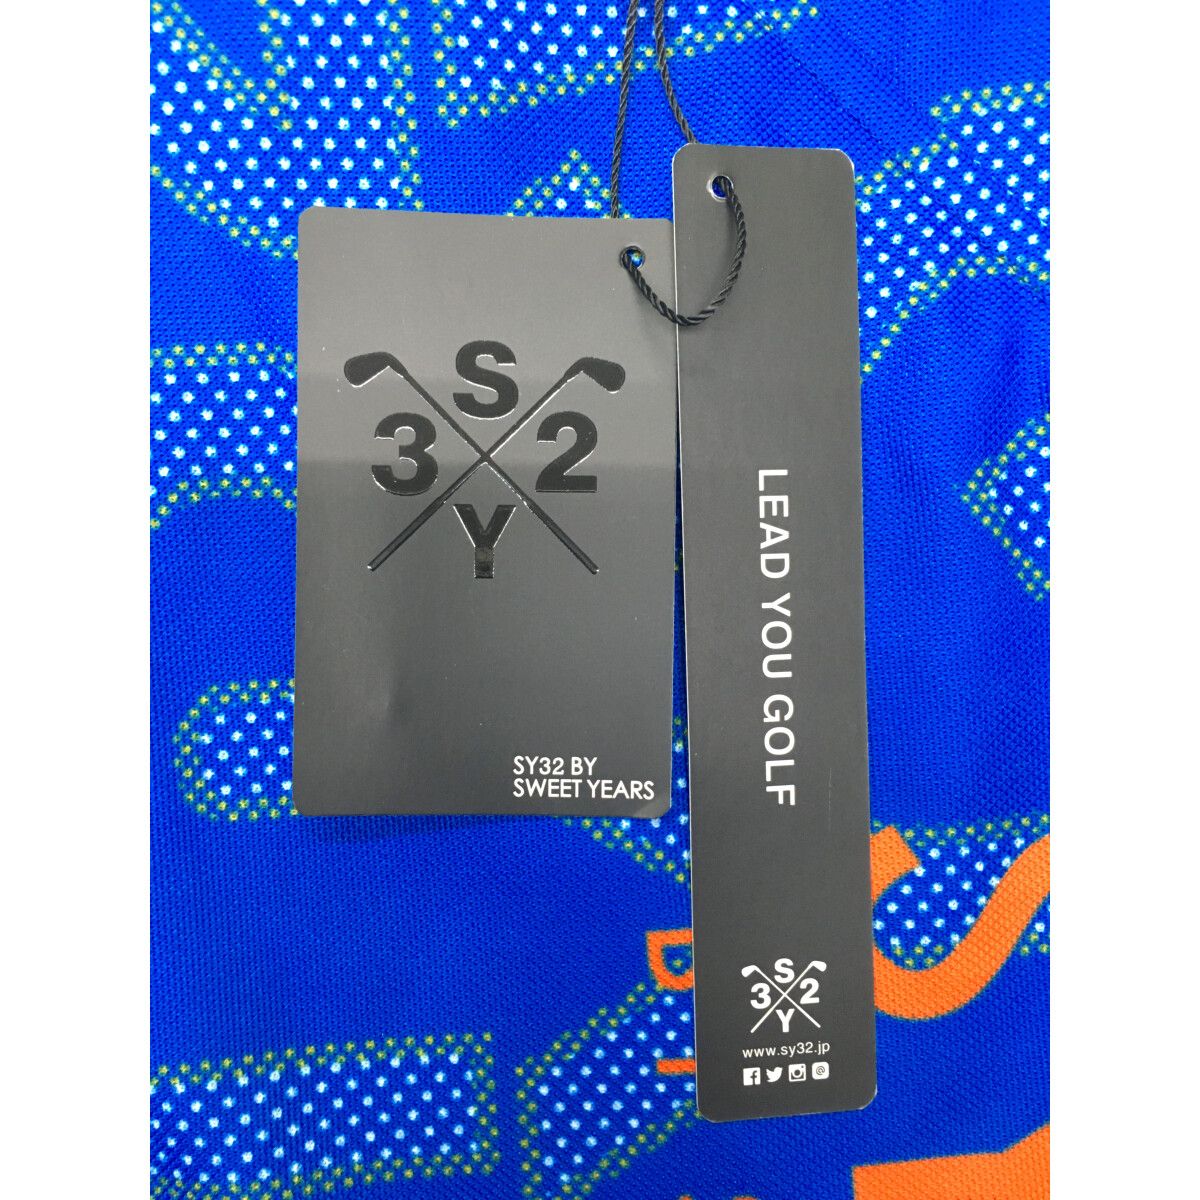 S
3 2
Y
SY32 BY
SWEET YEARS
LEAD YOU GOLF
S
3 2
Y
www.sy32.jp